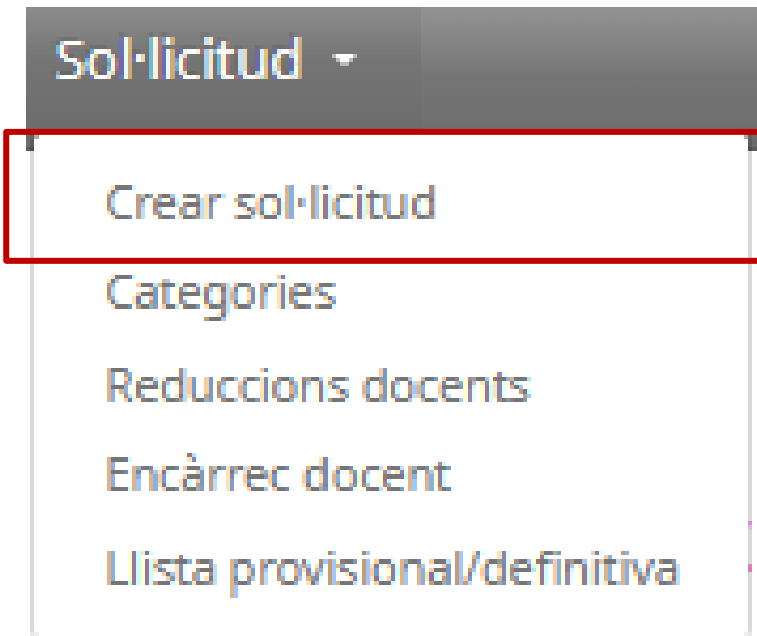 Sol·licitud
Crear sol·licitud
Categories
Reduccions docents
Encàrrec docent
Llista provisional/definitiva